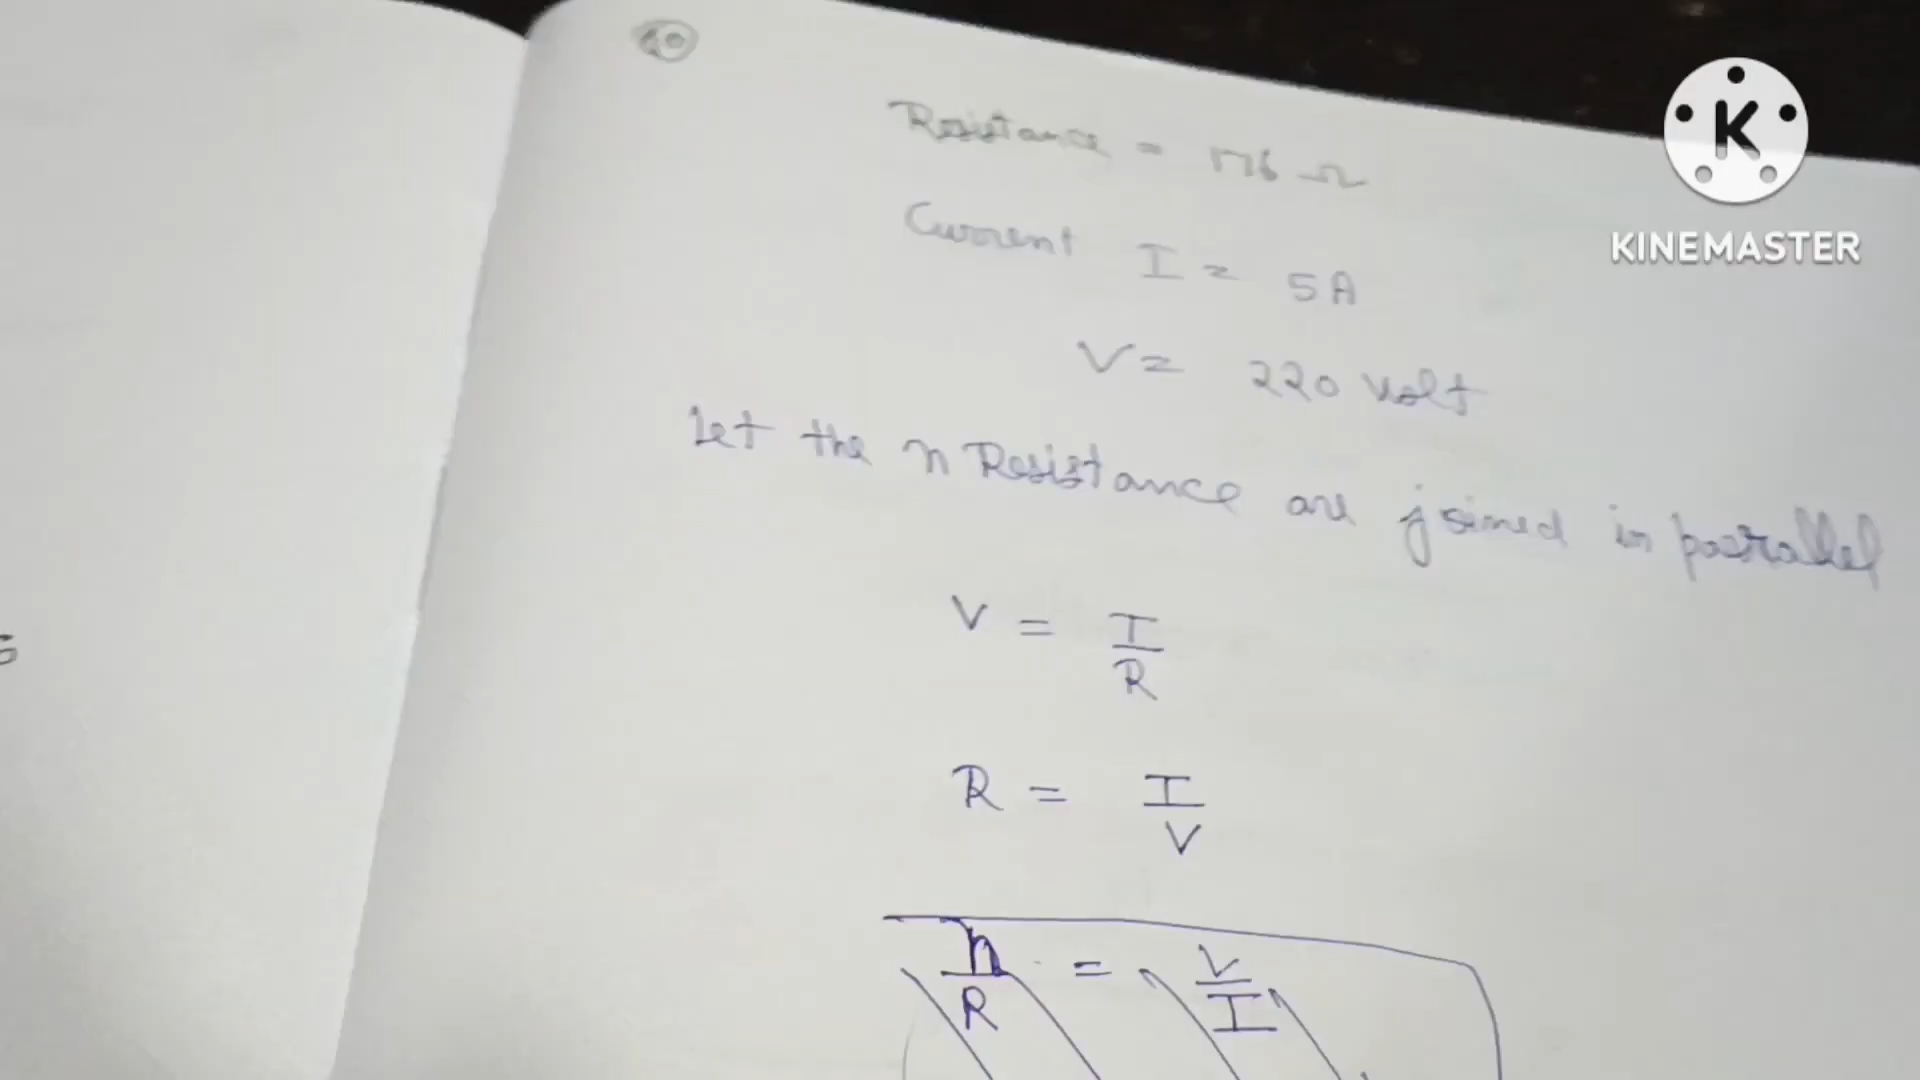 10
Resistance = 176 Ω
Current I = 5A
V = 220 volt
Let the n Resistance are joined in parallel
V = I/R
R = I/V
n/R = V/I
K
KINEMASTER